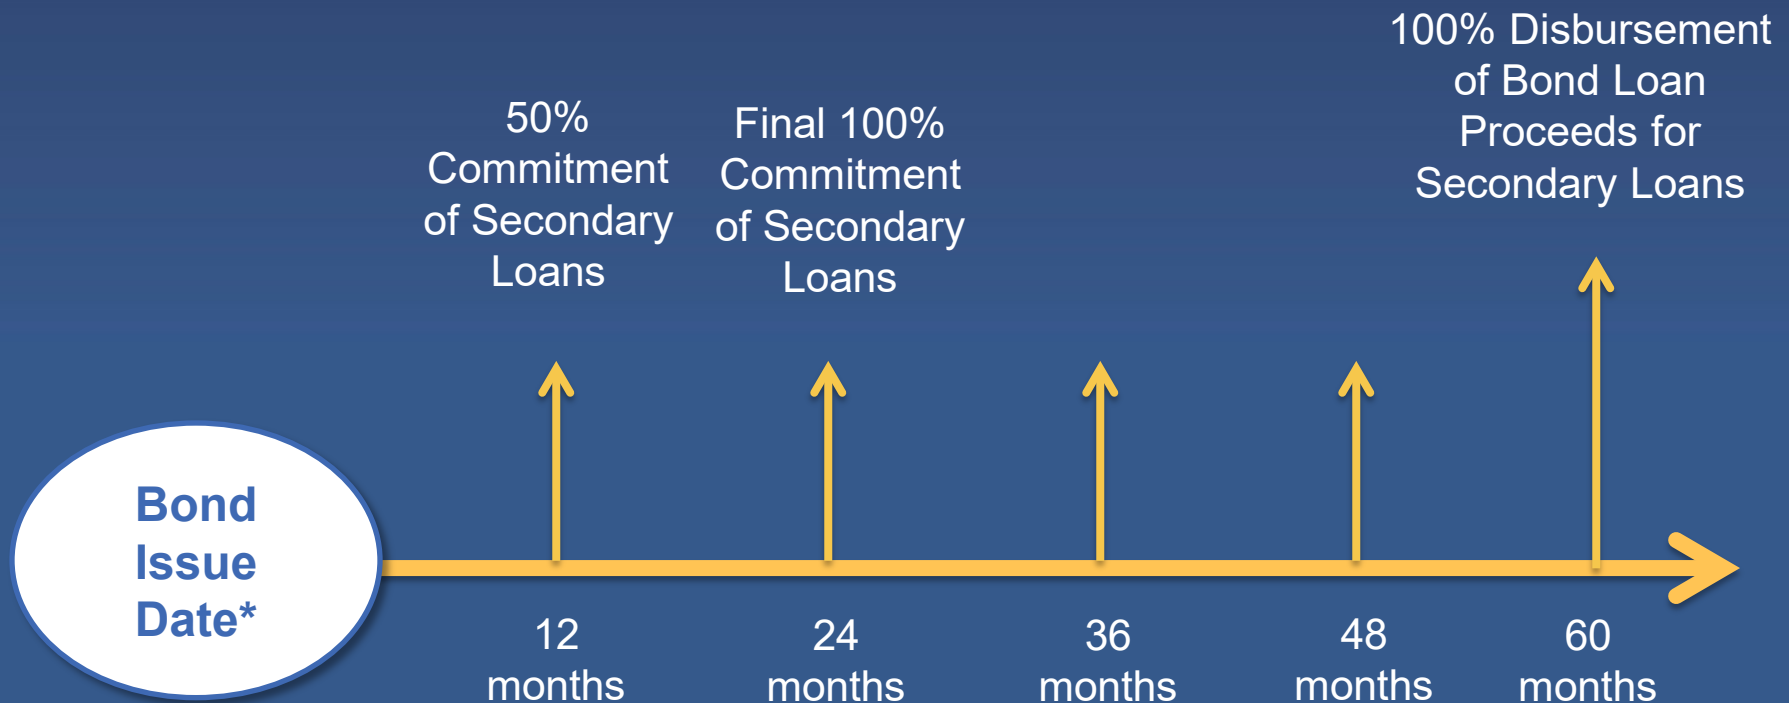 50%
Commitment
of Secondary
Loans
Final 100%
Commitment
of Secondary
Loans
100% Disbursement
of Bond Loan
Proceeds for
Secondary Loans
Bond
Issue
Date*
12
months
24
months
36
months
48
months
60
months